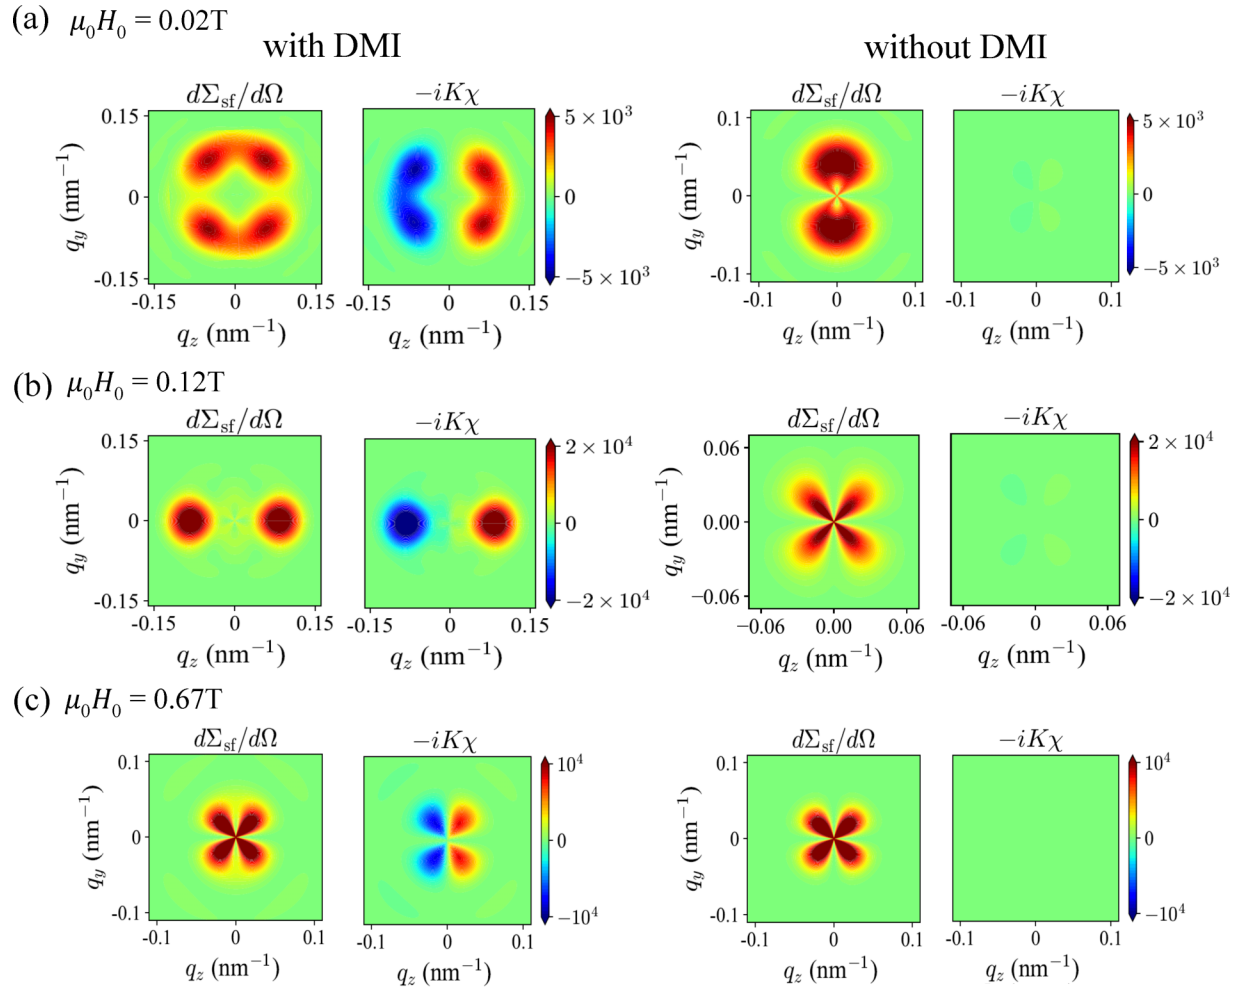 (a) μ₀H₀ = 0.02T
with DMI
without DMI
dΣsf/dΩ
−iKχ
dΣsf/dΩ
−iKχ
0.15
0
-0.15
qy (nm⁻¹)
-0.15 0 0.15
qz (nm⁻¹)
-0.15 0 0.15
qz (nm⁻¹)
5 × 10³
0
−5 × 10³
0.1
0
-0.1
qy (nm⁻¹)
-0.1 0 0.1
qz (nm⁻¹)
-0.1 0 0.1
qz (nm⁻¹)
5 × 10³
0
−5 × 10³
(b) μ₀H₀ = 0.12T
dΣsf/dΩ
−iKχ
dΣsf/dΩ
−iKχ
0.15
0
-0.15
qy (nm⁻¹)
-0.15 0 0.15
qz (nm⁻¹)
-0.15 0 0.15
qz (nm⁻¹)
2 × 10⁴
0
−2 × 10⁴
0.06
0.00
−0.06
qy (nm⁻¹)
−0.06 0.00 0.06
qz (nm⁻¹)
-0.06 0 0.06
qz (nm⁻¹)
2 × 10⁴
0
−2 × 10⁴
(c) μ₀H₀ = 0.67T
dΣsf/dΩ
−iKχ
dΣsf/dΩ
−iKχ
0.1
0
-0.1
qy (nm⁻¹)
-0.1 0 0.1
qz (nm⁻¹)
-0.1 0 0.1
qz (nm⁻¹)
10⁴
0
−10⁴
0.1
0
-0.1
qy (nm⁻¹)
-0.1 0 0.1
qz (nm⁻¹)
-0.1 0 0.1
qz (nm⁻¹)
10⁴
0
−10⁴